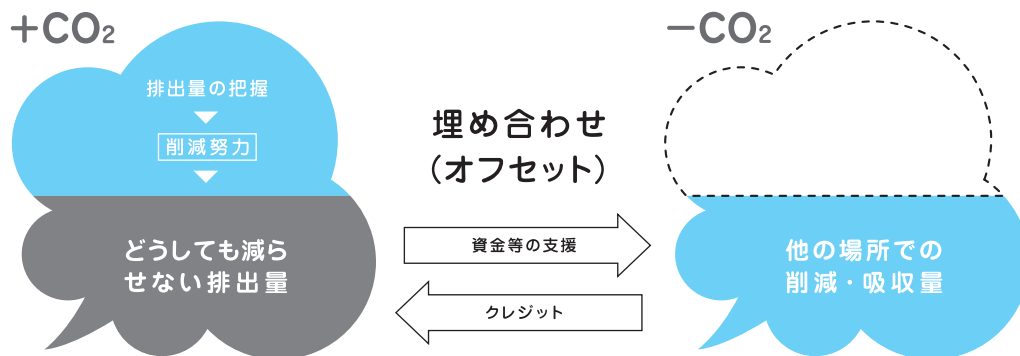 +CO₂
排出量の把握
削減努力
どうしても減ら
せない排出量
埋め合わせ
(オフセット)
資金等の支援
クレジット
−CO₂
他の場所での
削減・吸収量